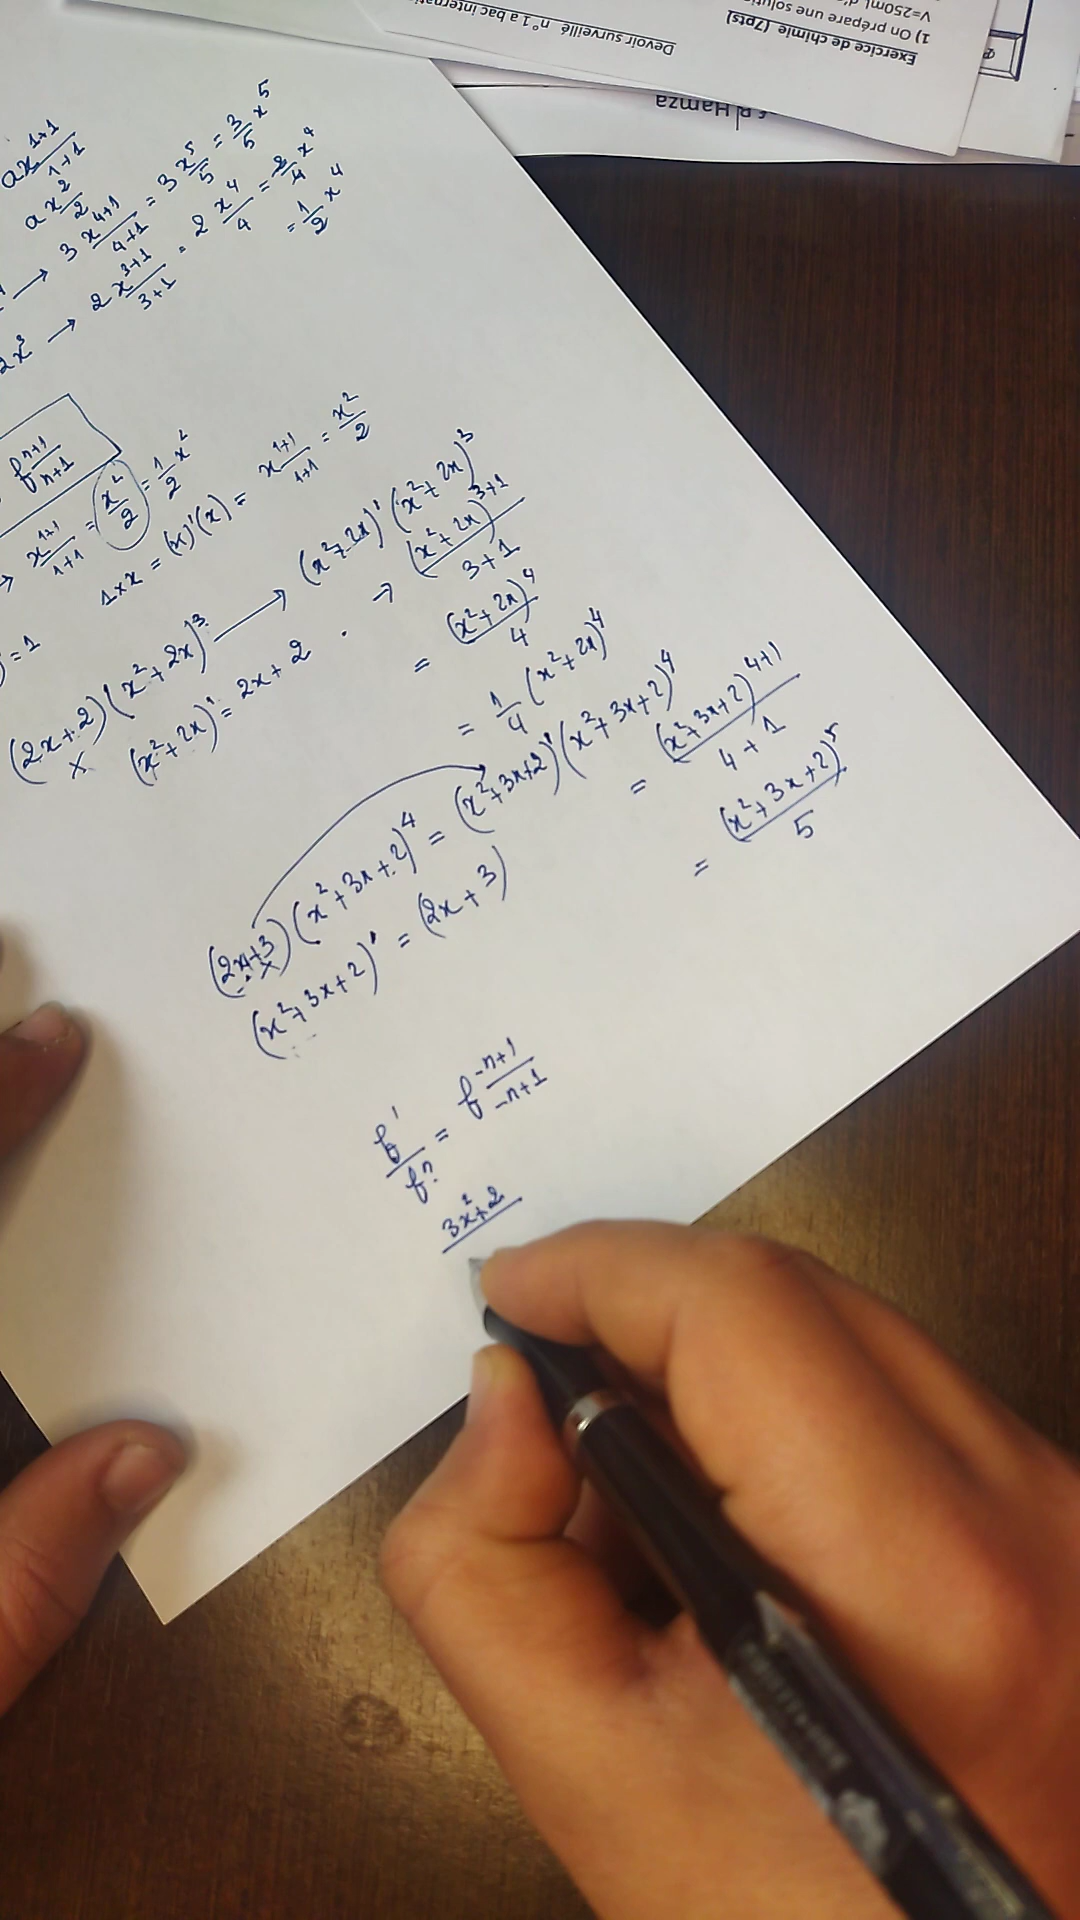 Devoir surveillé n°1 a bac internati
Exercice de chimie (7pts)
1) On prépare une solutio
V=250mL d'
Hamza
ax^{1+1}/1+1
ax^2/2
→ 3 x^{4+1}/4+1 = 3 x^5/5 = 3/5 x^5
2x^3 → 2 x^{3+1}/3+1 = 2 x^4/4 = 2/4 x^4
= 1/2 x^4
f^{n+1}/n+1
→ x^{1+1}/1+1 = x^2/2 = 1/2 x^2
)' = 1
1×x = (x)'(x) = x^{1+1}/1+1 = x^2/2
(2x+2)(x^2+2x)^3 → (x^2+2x)'(x^2+2x)^3
(x^2+2x)' = 2x+2 . → (x^2+2x)^{3+1}/3+1
= (x^2+2x)^4/4
= 1/4 (x^2+2x)^4
(2x+3)(x^2+3x+2)^4 = (x^2+3x+2)'(x^2+3x+2)^4
= (x^2+3x+2)^{4+1}/4+1
(x^2+3x+2)' = (2x+3)
= (x^2+3x+2)^5/5
f'/f? = f^{-n+1}/-n+1
3x^2+2